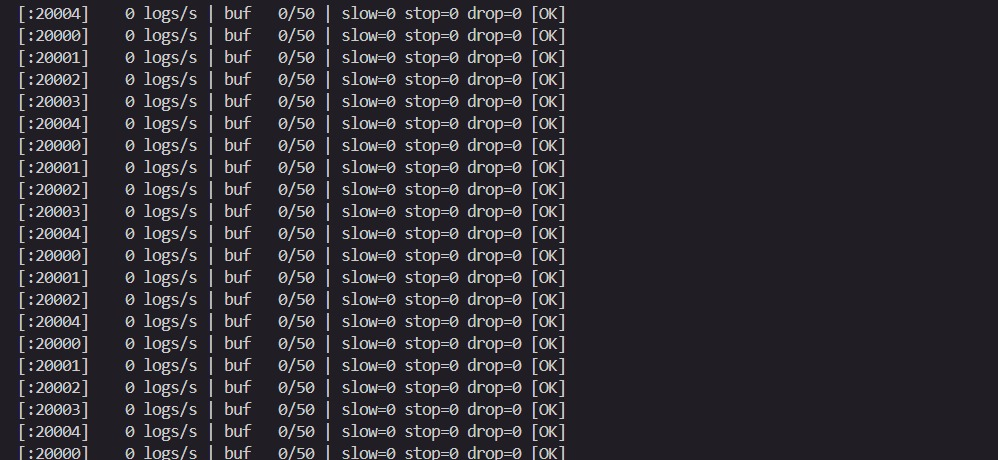 [:20004]    0 logs/s | buf   0/50 | slow=0 stop=0 drop=0 [OK]
[:20000]    0 logs/s | buf   0/50 | slow=0 stop=0 drop=0 [OK]
[:20001]    0 logs/s | buf   0/50 | slow=0 stop=0 drop=0 [OK]
[:20002]    0 logs/s | buf   0/50 | slow=0 stop=0 drop=0 [OK]
[:20003]    0 logs/s | buf   0/50 | slow=0 stop=0 drop=0 [OK]
[:20004]    0 logs/s | buf   0/50 | slow=0 stop=0 drop=0 [OK]
[:20000]    0 logs/s | buf   0/50 | slow=0 stop=0 drop=0 [OK]
[:20001]    0 logs/s | buf   0/50 | slow=0 stop=0 drop=0 [OK]
[:20002]    0 logs/s | buf   0/50 | slow=0 stop=0 drop=0 [OK]
[:20003]    0 logs/s | buf   0/50 | slow=0 stop=0 drop=0 [OK]
[:20004]    0 logs/s | buf   0/50 | slow=0 stop=0 drop=0 [OK]
[:20000]    0 logs/s | buf   0/50 | slow=0 stop=0 drop=0 [OK]
[:20001]    0 logs/s | buf   0/50 | slow=0 stop=0 drop=0 [OK]
[:20002]    0 logs/s | buf   0/50 | slow=0 stop=0 drop=0 [OK]
[:20004]    0 logs/s | buf   0/50 | slow=0 stop=0 drop=0 [OK]
[:20000]    0 logs/s | buf   0/50 | slow=0 stop=0 drop=0 [OK]
[:20001]    0 logs/s | buf   0/50 | slow=0 stop=0 drop=0 [OK]
[:20002]    0 logs/s | buf   0/50 | slow=0 stop=0 drop=0 [OK]
[:20003]    0 logs/s | buf   0/50 | slow=0 stop=0 drop=0 [OK]
[:20004]    0 logs/s | buf   0/50 | slow=0 stop=0 drop=0 [OK]
[:20000]    0 logs/s | buf   0/50 | slow=0 stop=0 drop=0 [OK]